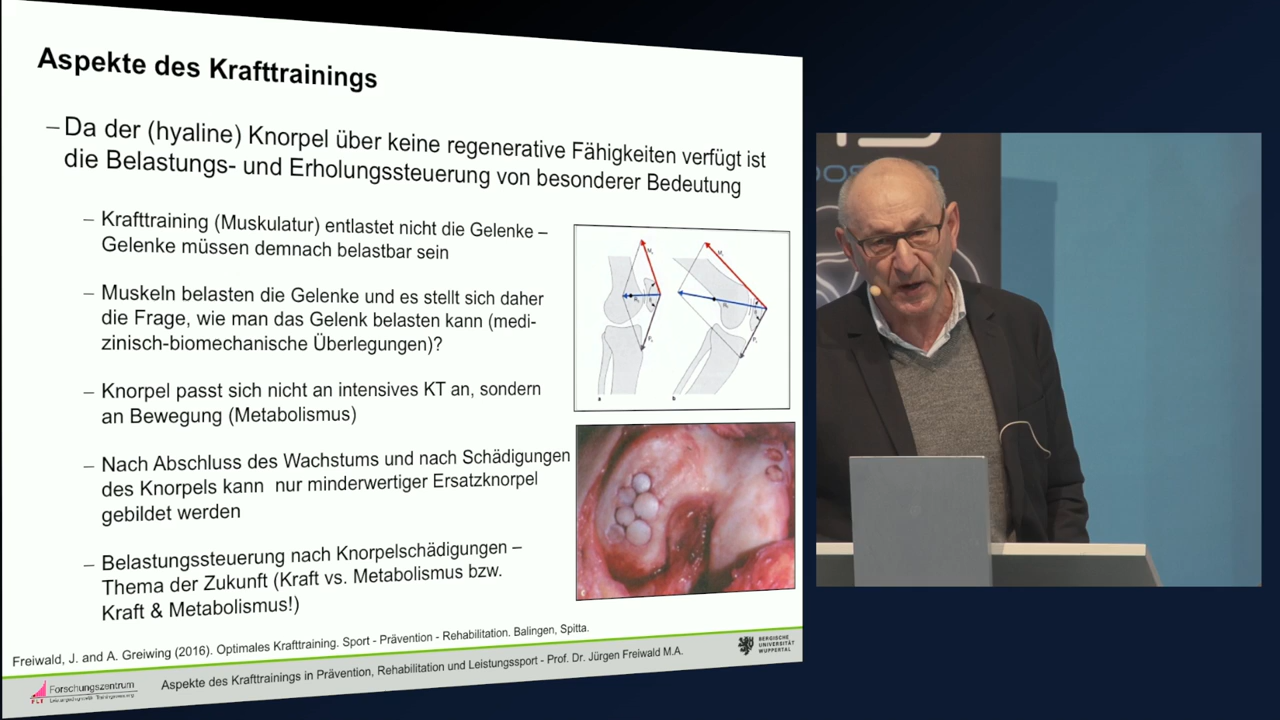 Aspekte des Krafttrainings
– Da der (hyaline) Knorpel über keine regenerative Fähigkeiten verfügt ist
die Belastungs- und Erholungssteuerung von besonderer Bedeutung
– Krafttraining (Muskulatur) entlastet nicht die Gelenke –
Gelenke müssen demnach belastbar sein
– Muskeln belasten die Gelenke und es stellt sich daher
die Frage, wie man das Gelenk belasten kann (medi-
zinisch-biomechanische Überlegungen)?
– Knorpel passt sich nicht an intensives KT an, sondern
an Bewegung (Metabolismus)
– Nach Abschluss des Wachstums und nach Schädigungen
des Knorpels kann nur minderwertiger Ersatzknorpel
gebildet werden
– Belastungssteuerung nach Knorpelschädigungen –
Thema der Zukunft (Kraft vs. Metabolismus bzw.
Kraft & Metabolismus!)
a
b
c
Freiwald, J. and A. Greiwing (2016). Optimales Krafttraining. Sport - Prävention - Rehabilitation. Balingen, Spitta.
BERGISCHE
UNIVERSITÄT
WUPPERTAL
FLT
Forschungszentrum
Aspekte des Krafttrainings in Prävention, Rehabilitation und Leistungssport - Prof. Dr. Jürgen Freiwald M.A.